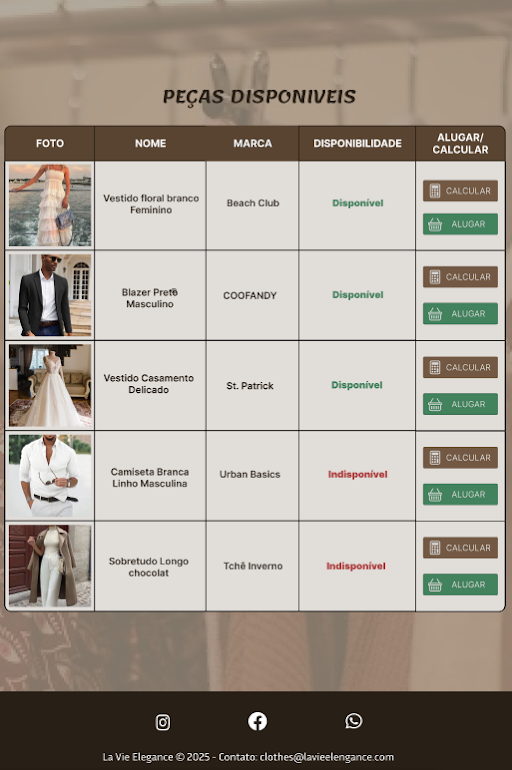 PEÇAS DISPONIVEIS
FOTO NOME MARCA DISPONIBILIDADE ALUGAR/
CALCULAR
Vestido floral branco
Feminino
Beach Club
Disponível
CALCULAR
ALUGAR
Blazer Preto
Masculino
COOFANDY
Disponível
CALCULAR
ALUGAR
Vestido Casamento
Delicado
St. Patrick
Disponível
CALCULAR
ALUGAR
Camiseta Branca
Linho Masculina
Urban Basics
Indisponível
CALCULAR
ALUGAR
Sobretudo Longo
chocolat
Tchê Inverno
Indisponível
CALCULAR
ALUGAR
La Vie Elegance © 2025 - Contato: clothes@lavieelengance.com